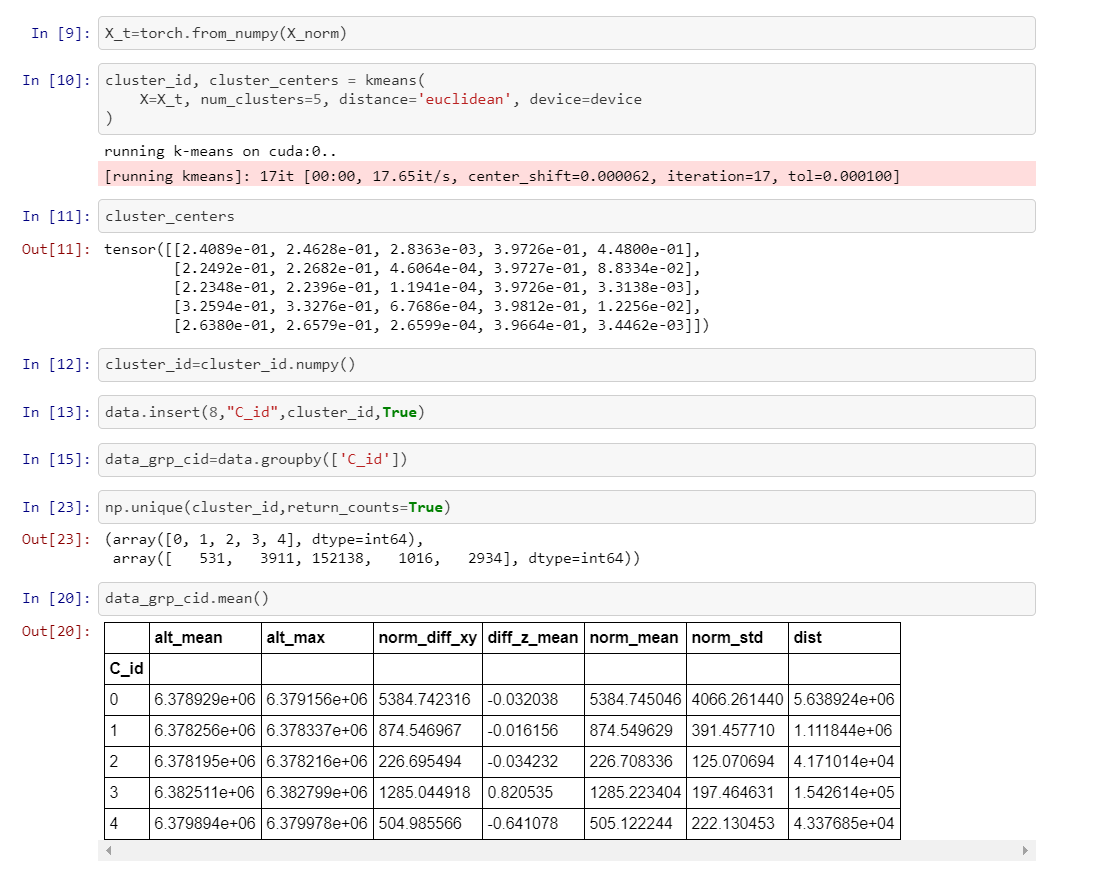 In [9]: X_t=torch.from_numpy(X_norm)
In [10]: cluster_id, cluster_centers = kmeans(
    X=X_t, num_clusters=5, distance='euclidean', device=device
)
running k-means on cuda:0..
[running kmeans]: 17it [00:00, 17.65it/s, center_shift=0.000062, iteration=17, tol=0.000100]
In [11]: cluster_centers
Out[11]: tensor([[2.4089e-01, 2.4628e-01, 2.8363e-03, 3.9726e-01, 4.4800e-01],
        [2.2492e-01, 2.2682e-01, 4.6064e-04, 3.9727e-01, 8.8334e-02],
        [2.2348e-01, 2.2396e-01, 1.1941e-04, 3.9726e-01, 3.3138e-03],
        [3.2594e-01, 3.3276e-01, 6.7686e-04, 3.9812e-01, 1.2256e-02],
        [2.6380e-01, 2.6579e-01, 2.6599e-04, 3.9664e-01, 3.4462e-03]])
In [12]: cluster_id=cluster_id.numpy()
In [13]: data.insert(8,"C_id",cluster_id,True)
In [15]: data_grp_cid=data.groupby(['C_id'])
In [23]: np.unique(cluster_id,return_counts=True)
Out[23]: (array([0, 1, 2, 3, 4], dtype=int64),
 array([   531,   3911, 152138,   1016,   2934], dtype=int64))
In [20]: data_grp_cid.mean()
Out[20]:
alt_mean alt_max norm_diff_xy diff_z_mean norm_mean norm_std dist
C_id
0 6.378929e+06 6.379156e+06 5384.742316 -0.032038 5384.745046 4066.261440 5.638924e+06
1 6.378256e+06 6.378337e+06 874.546967 -0.016156 874.549629 391.457710 1.111844e+06
2 6.378195e+06 6.378216e+06 226.695494 -0.034232 226.708336 125.070694 4.171014e+04
3 6.382511e+06 6.382799e+06 1285.044918 0.820535 1285.223404 197.464631 1.542614e+05
4 6.379894e+06 6.379978e+06 504.985566 -0.641078 505.122244 222.130453 4.337685e+04